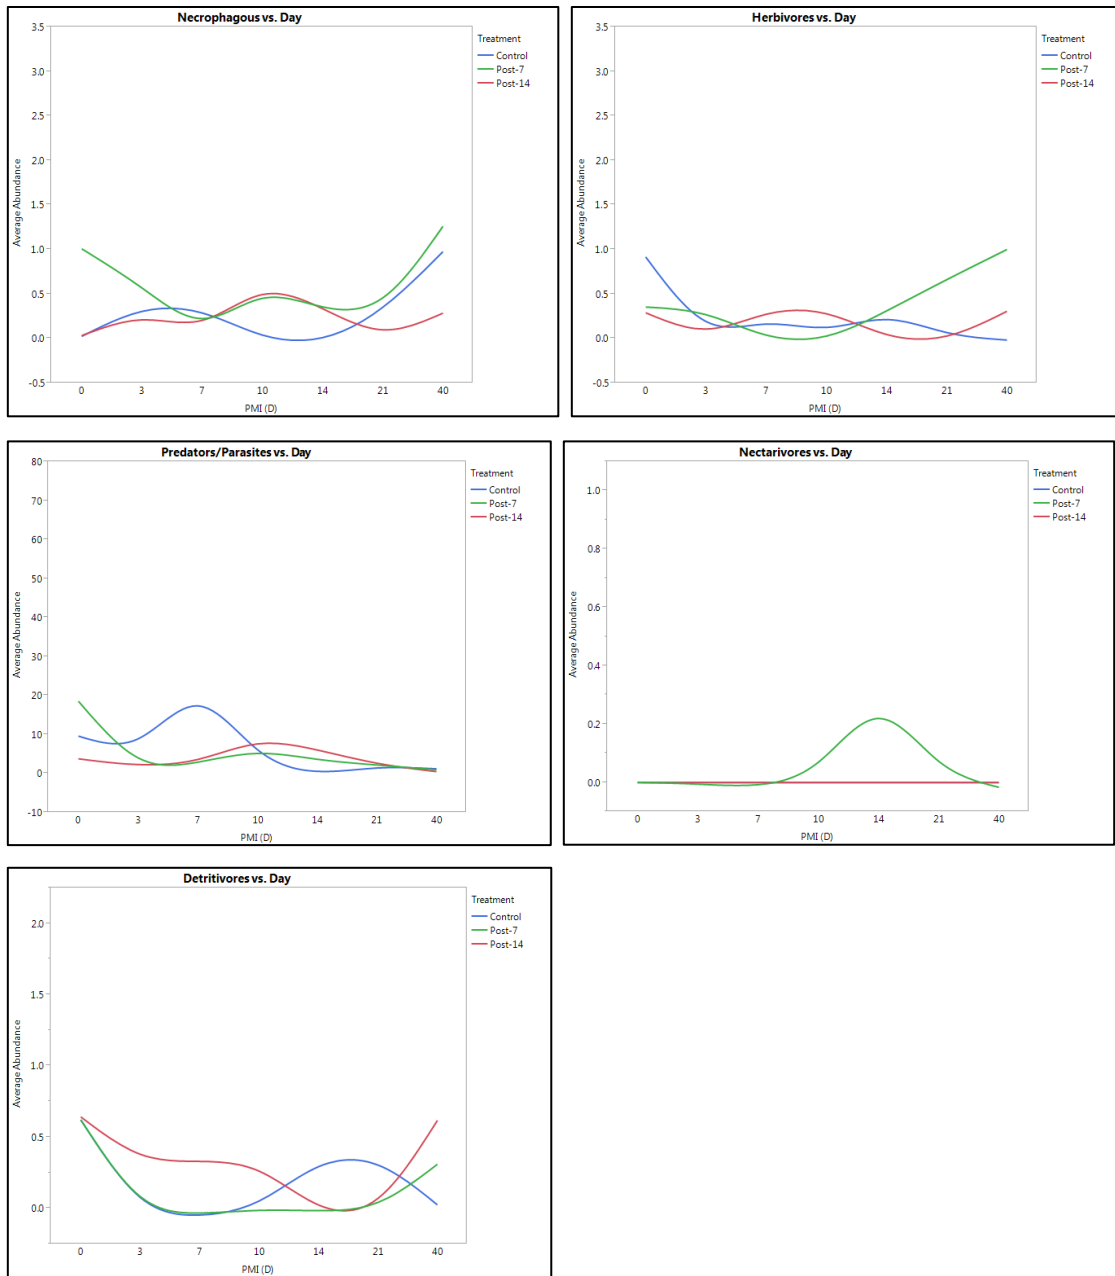 Necrophagous vs. Day
Treatment
Control
Post-7
Post-14
Average Abundance
3.5
3.0
2.5
2.0
1.5
1.0
0.5
0.0
-0.5
0 3 7 10 14 21 40
PMI (D)
Herbivores vs. Day
Treatment
Control
Post-7
Post-14
Average Abundance
3.5
3.0
2.5
2.0
1.5
1.0
0.5
0.0
-0.5
0 3 7 10 14 21 40
PMI (D)
Predators/Parasites vs. Day
Treatment
Control
Post-7
Post-14
Average Abundance
80
70
60
50
40
30
20
10
0
-10
0 3 7 10 14 21 40
PMI (D)
Nectarivores vs. Day
Treatment
Control
Post-7
Post-14
Average Abundance
1.0
0.8
0.6
0.4
0.2
0.0
0 3 7 10 14 21 40
PMI (D)
Detritivores vs. Day
Treatment
Control
Post-7
Post-14
Average Abundance
2.0
1.5
1.0
0.5
0.0
0 3 7 10 14 21 40
PMI (D)